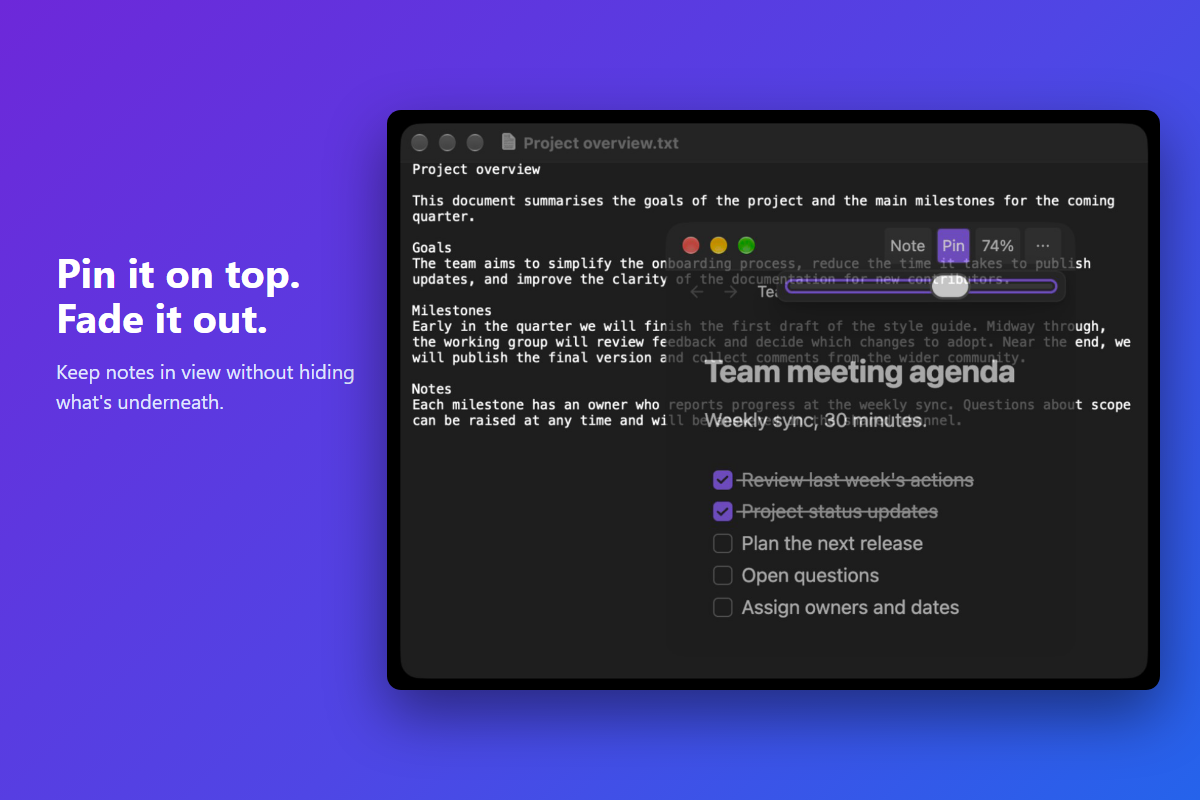 Pin it on top.
Fade it out.
Keep notes in view without hiding
what's underneath.
Project overview.txt
Project overview
This document summarises the goals of the project and the main milestones for the coming
quarter.
Goals
The team aims to simplify the onboarding process, reduce the time it takes to publish
updates, and improve the clarity of the documentation for new contributors.
Milestones
Early in the quarter we will finish the first draft of the style guide. Midway through,
the working group will review feedback and decide which changes to adopt. Near the end, we
will publish the final version and collect comments from the wider community.
Notes
Each milestone has an owner who reports progress at the weekly sync. Questions about scope
can be raised at any time and will be answered in the shared channel.
Note Pin 74% ···
Team meeting agenda
Weekly sync, 30 minutes.
Review last week's actions
Project status updates
Plan the next release
Open questions
Assign owners and dates